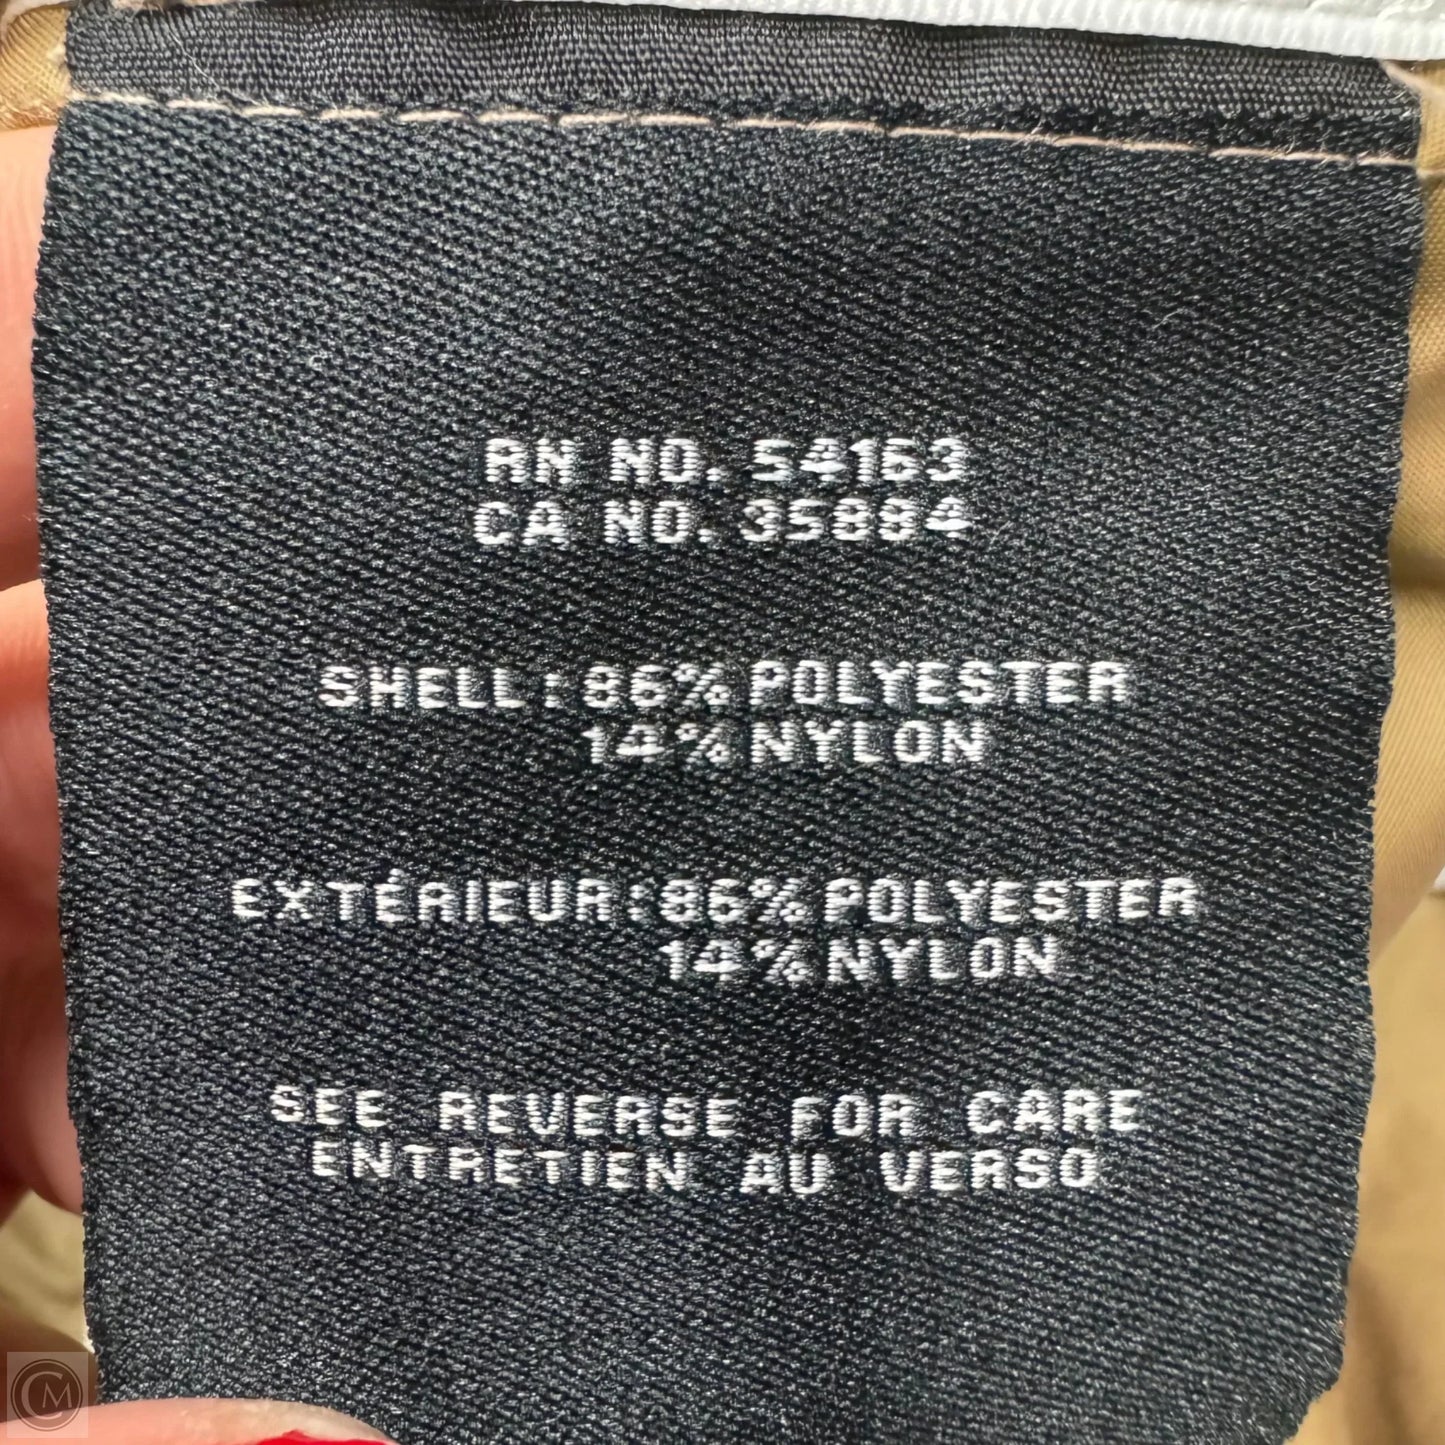 RN NO. 54163
CA NO. 35884
SHELL: 86% POLYESTER
14% NYLON
EXTÉRIEUR: 86% POLYESTER
14% NYLON
SEE REVERSE FOR CARE
ENTRETIEN AU VERSO
CM